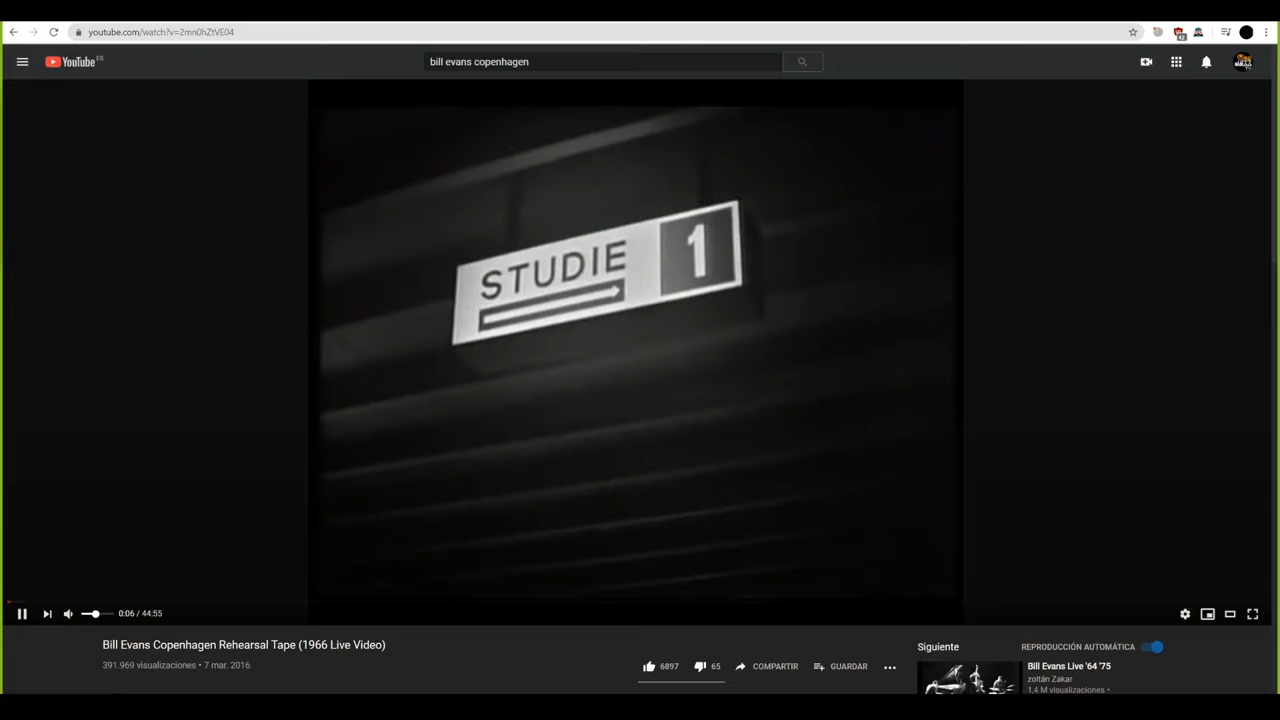 youtube.com/watch?v=2mn0hZtVE04
42
YouTube ES
bill evans copenhagen
STUDIE 1
0:06 / 44:55
Bill Evans Copenhagen Rehearsal Tape (1966 Live Video)
391.969 visualizaciones • 7 mar. 2016
6897 65 COMPARTIR GUARDAR
Siguiente REPRODUCCIÓN AUTOMÁTICA
Bill Evans Live '64 '75
zoltán Zakar
1,4 M visualizaciones •